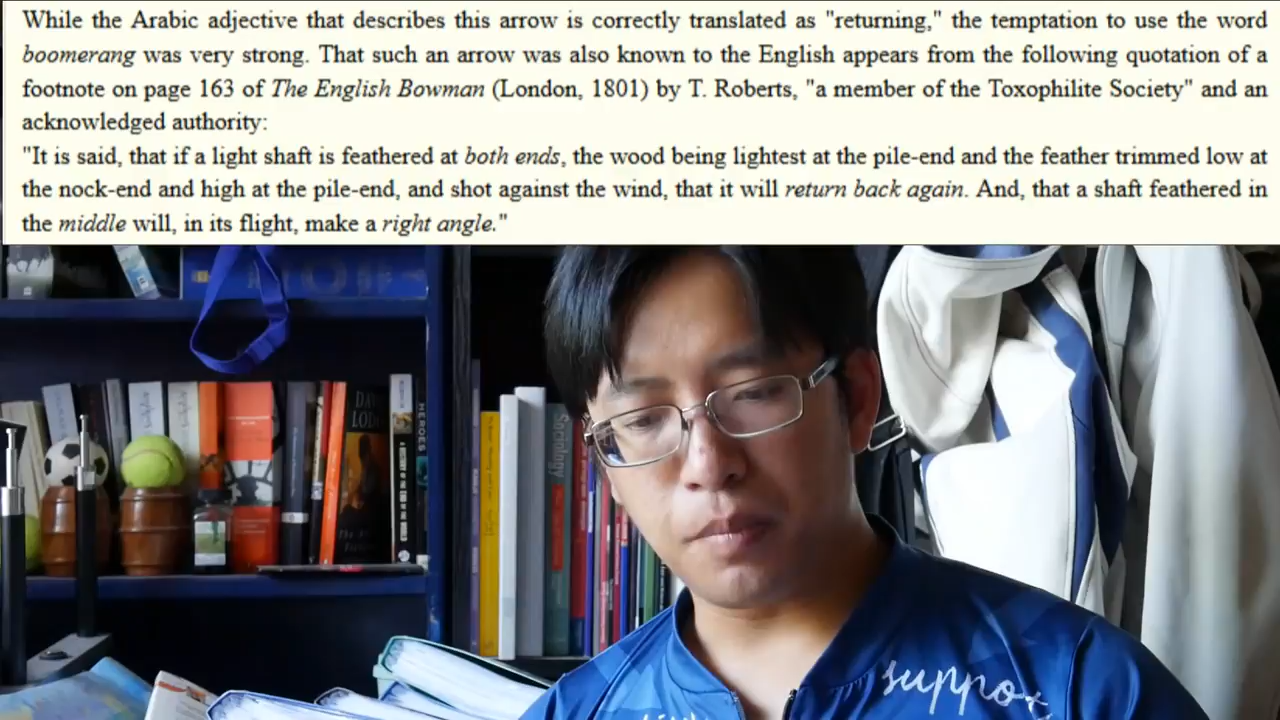 While the Arabic adjective that describes this arrow is correctly translated as "returning," the temptation to use the word
boomerang was very strong. That such an arrow was also known to the English appears from the following quotation of a
footnote on page 163 of The English Bowman (London, 1801) by T. Roberts, "a member of the Toxophilite Society" and an
acknowledged authority:
"It is said, that if a light shaft is feathered at both ends, the wood being lightest at the pile-end and the feather trimmed low at
the nock-end and high at the pile-end, and shot against the wind, that it will return back again. And, that a shaft feathered in
the middle will, in its flight, make a right angle."
HEROES
Sociology